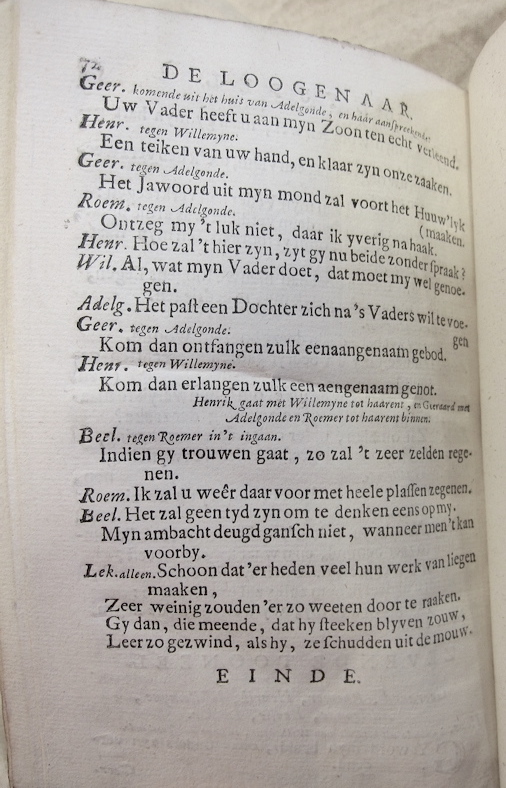 72
DE LOOGENAAR.
Geer. komende uit het huis van Adelgonde, en haar aanspreekende.
Uw Vader heeft u aan myn Zoon ten echt verleend.
Henr. tegen Willemyne.
Een teiken van uw hand, en klaar zyn onze zaaken.
Geer. tegen Adelgonde.
Het Jawoord uit myn mond zal voort het Huuw'lyk
(maaken.
Roem. tegen Adelgonde.
Ontzeg my 't luk niet, daar ik yverig na haak.
Henr. Hoe zal 't hier zyn, zyt gy nu beide zonder ſpraak?
Wil. Al, wat myn Vader doet, dat moet my wel genoe-
gen.
Adelg. Het paſt een Dochter zich na 's Vaders wil te voe-
gen
Geer. tegen Adelgonde.
Kom dan ontfangen zulk eenaangenaam gebod.
Henr. tegen Willemyne.
Kom dan erlangen zulk een aengenaam genot.
Henrik gaat met Willemyne tot haarent, en Geeraard met
Adelgonde en Roemer tot haarent binnen.
Beel. tegen Roemer in't ingaan.
Indien gy trouwen gaat, zo zal 't zeer zelden rege-
nen.
Roem. Ik zal u weêr daar voor met heele plaſſen zegenen.
Beel. Het zal geen tyd zyn om te denken eens op my.
Myn ambacht deugd ganſch niet, wanneer men't kan
voorby.
Lek. alleen. Schoon dat 'er heden veel hun werk van liegen
maaken,
Zeer weinig zouden 'er zo weeten door te raaken.
Gy dan, die meende, dat hy ſteeken blyven zouw,
Leer zo gezwind, als hy, ze ſchudden uit de mouw.
EINDE.